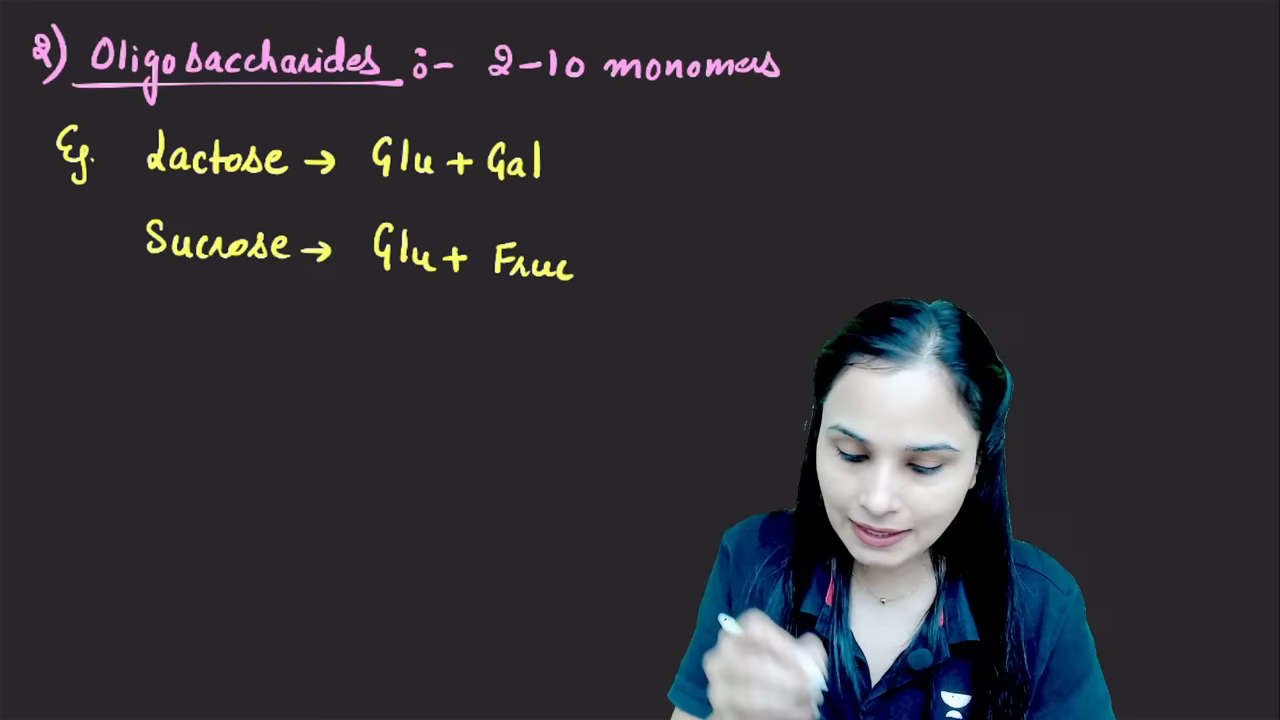 2) Oligosaccharides :- 2-10 monomers
Eg. Lactose → Glu + Gal
Sucrose → Glu + Fruc